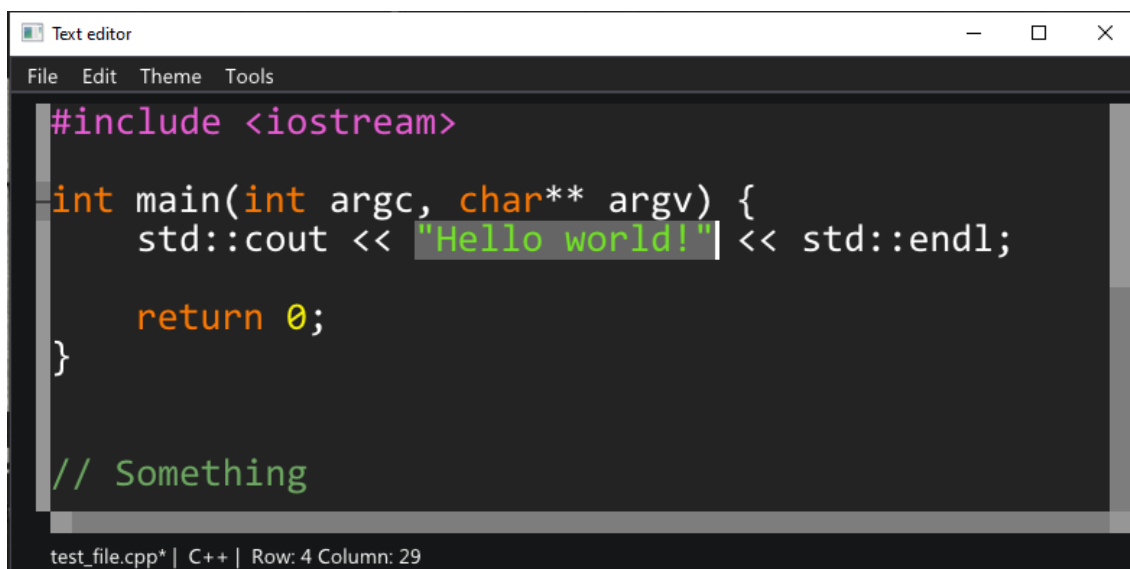 Text editor
File Edit Theme Tools
#include <iostream>
int main(int argc, char** argv) {
    std::cout << "Hello world!" << std::endl;
    return 0;
}
// Something
test_file.cpp* | C++ | Row: 4 Column: 29